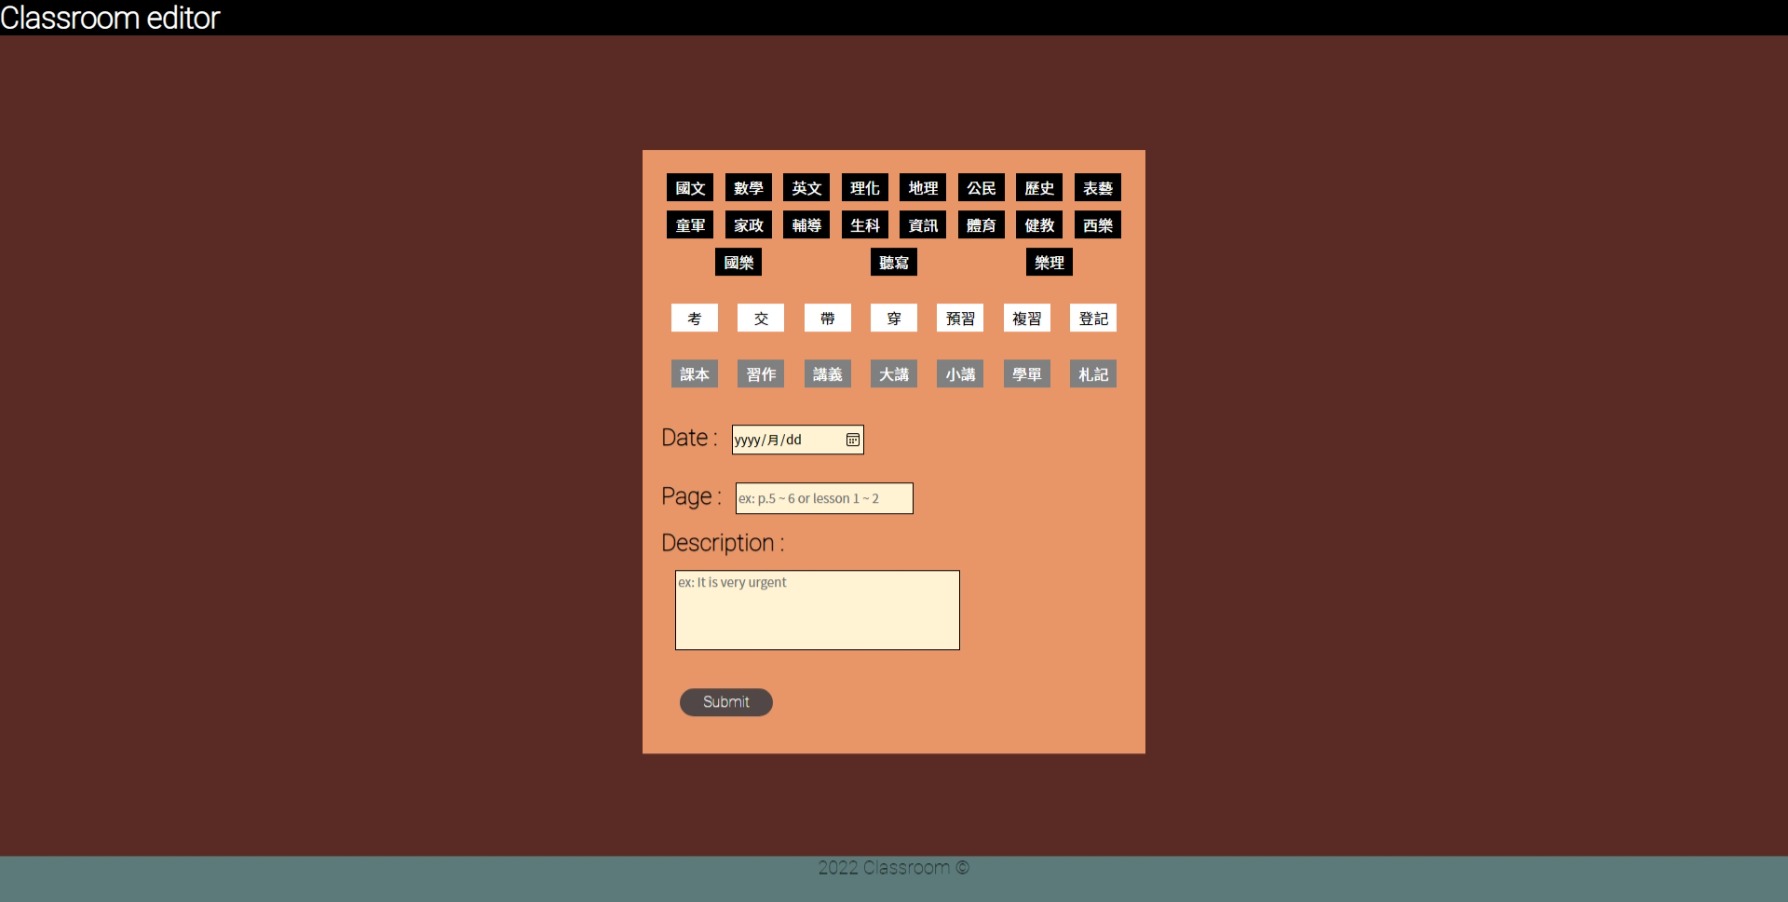 Classroom editor
國文 數學 英文 理化 地理 公民 歷史 表藝
童軍 家政 輔導 生科 資訊 體育 健教 西樂
國樂 聽寫 樂理
考 交 帶 穿 預習 複習 登記
課本 習作 講義 大講 小講 學單 札記
Date : yyyy/月/dd
Page : ex: p.5 ~ 6 or lesson 1 ~ 2
Description :
ex: It is very urgent
Submit
2022 Classroom ©